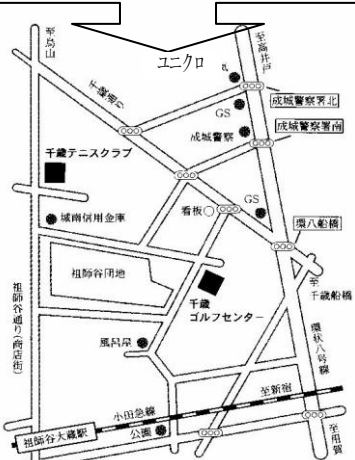 ユニクロ
至烏山
至高井戸
千歳通り
GS
成城警察署北
成城警察
成城警察署南
千歳テニスクラブ
城南信用金庫
看板
GS
環八船橋
祖師谷団地
千歳
ゴルフセンター
至
千歳船橋
祖師谷通り(商店街)
風呂屋
環状八号線
小田急線
至新宿
祖師谷大蔵駅
公園
至用賀